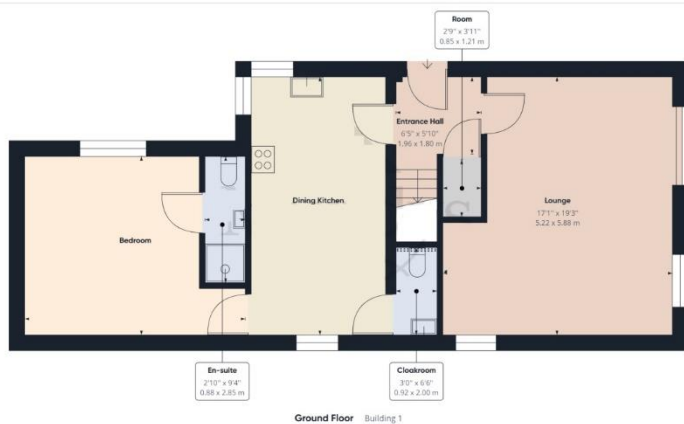 Room
2'9" x 3'11"
0.85 x 1.21 m
Entrance Hall
6'5" x 5'10"
1.96 x 1.80 m
Dining Kitchen
Lounge
17'1" x 19'3"
5.22 x 5.88 m
Bedroom
En-suite
2'10" x 9'4"
0.88 x 2.85 m
Cloakroom
3'0" x 6'6"
0.92 x 2.00 m
Ground Floor Building 1